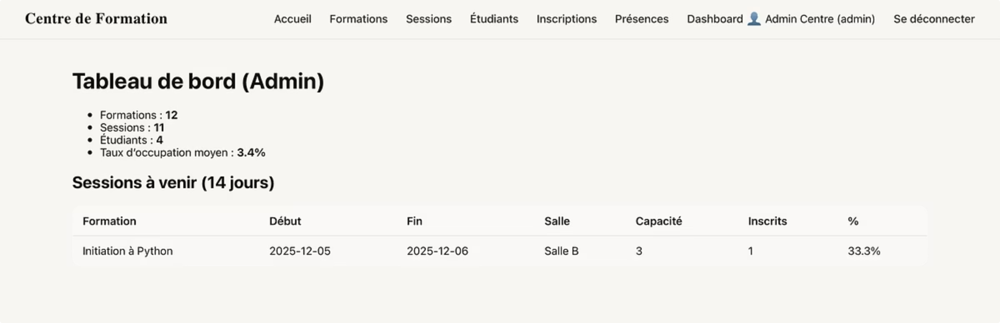 Centre de Formation
Accueil Formations Sessions Étudiants Inscriptions Présences Dashboard 👤 Admin Centre (admin) Se déconnecter
Tableau de bord (Admin)
• Formations : 12
• Sessions : 11
• Étudiants : 4
• Taux d’occupation moyen : 3.4%
Sessions à venir (14 jours)
Formation Début Fin Salle Capacité Inscrits %
Initiation à Python 2025-12-05 2025-12-06 Salle B 3 1 33.3%